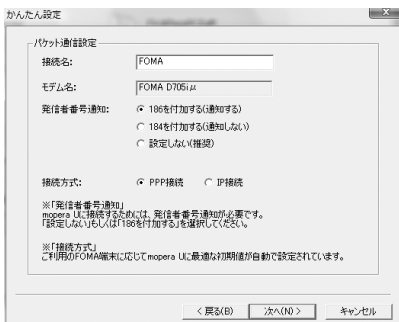 かんたん設定
パケット通信設定
接続名: FOMA
モデム名: FOMA D705iμ
発信者番号通知: 186を付加する(通知する)
184を付加する(通知しない)
設定しない(推奨)
接続方式: PPP接続 IP接続
※「発信者番号通知」
mopera Uに接続するためには、発信者番号通知が必要です。
「設定しない」もしくは「186を付加する」を選択してください。
※「接続方式」
ご利用のFOMA端末に応じてmopera Uに最適な初期値が自動で設定されています。
< 戻る(B) 次へ(N) > キャンセル